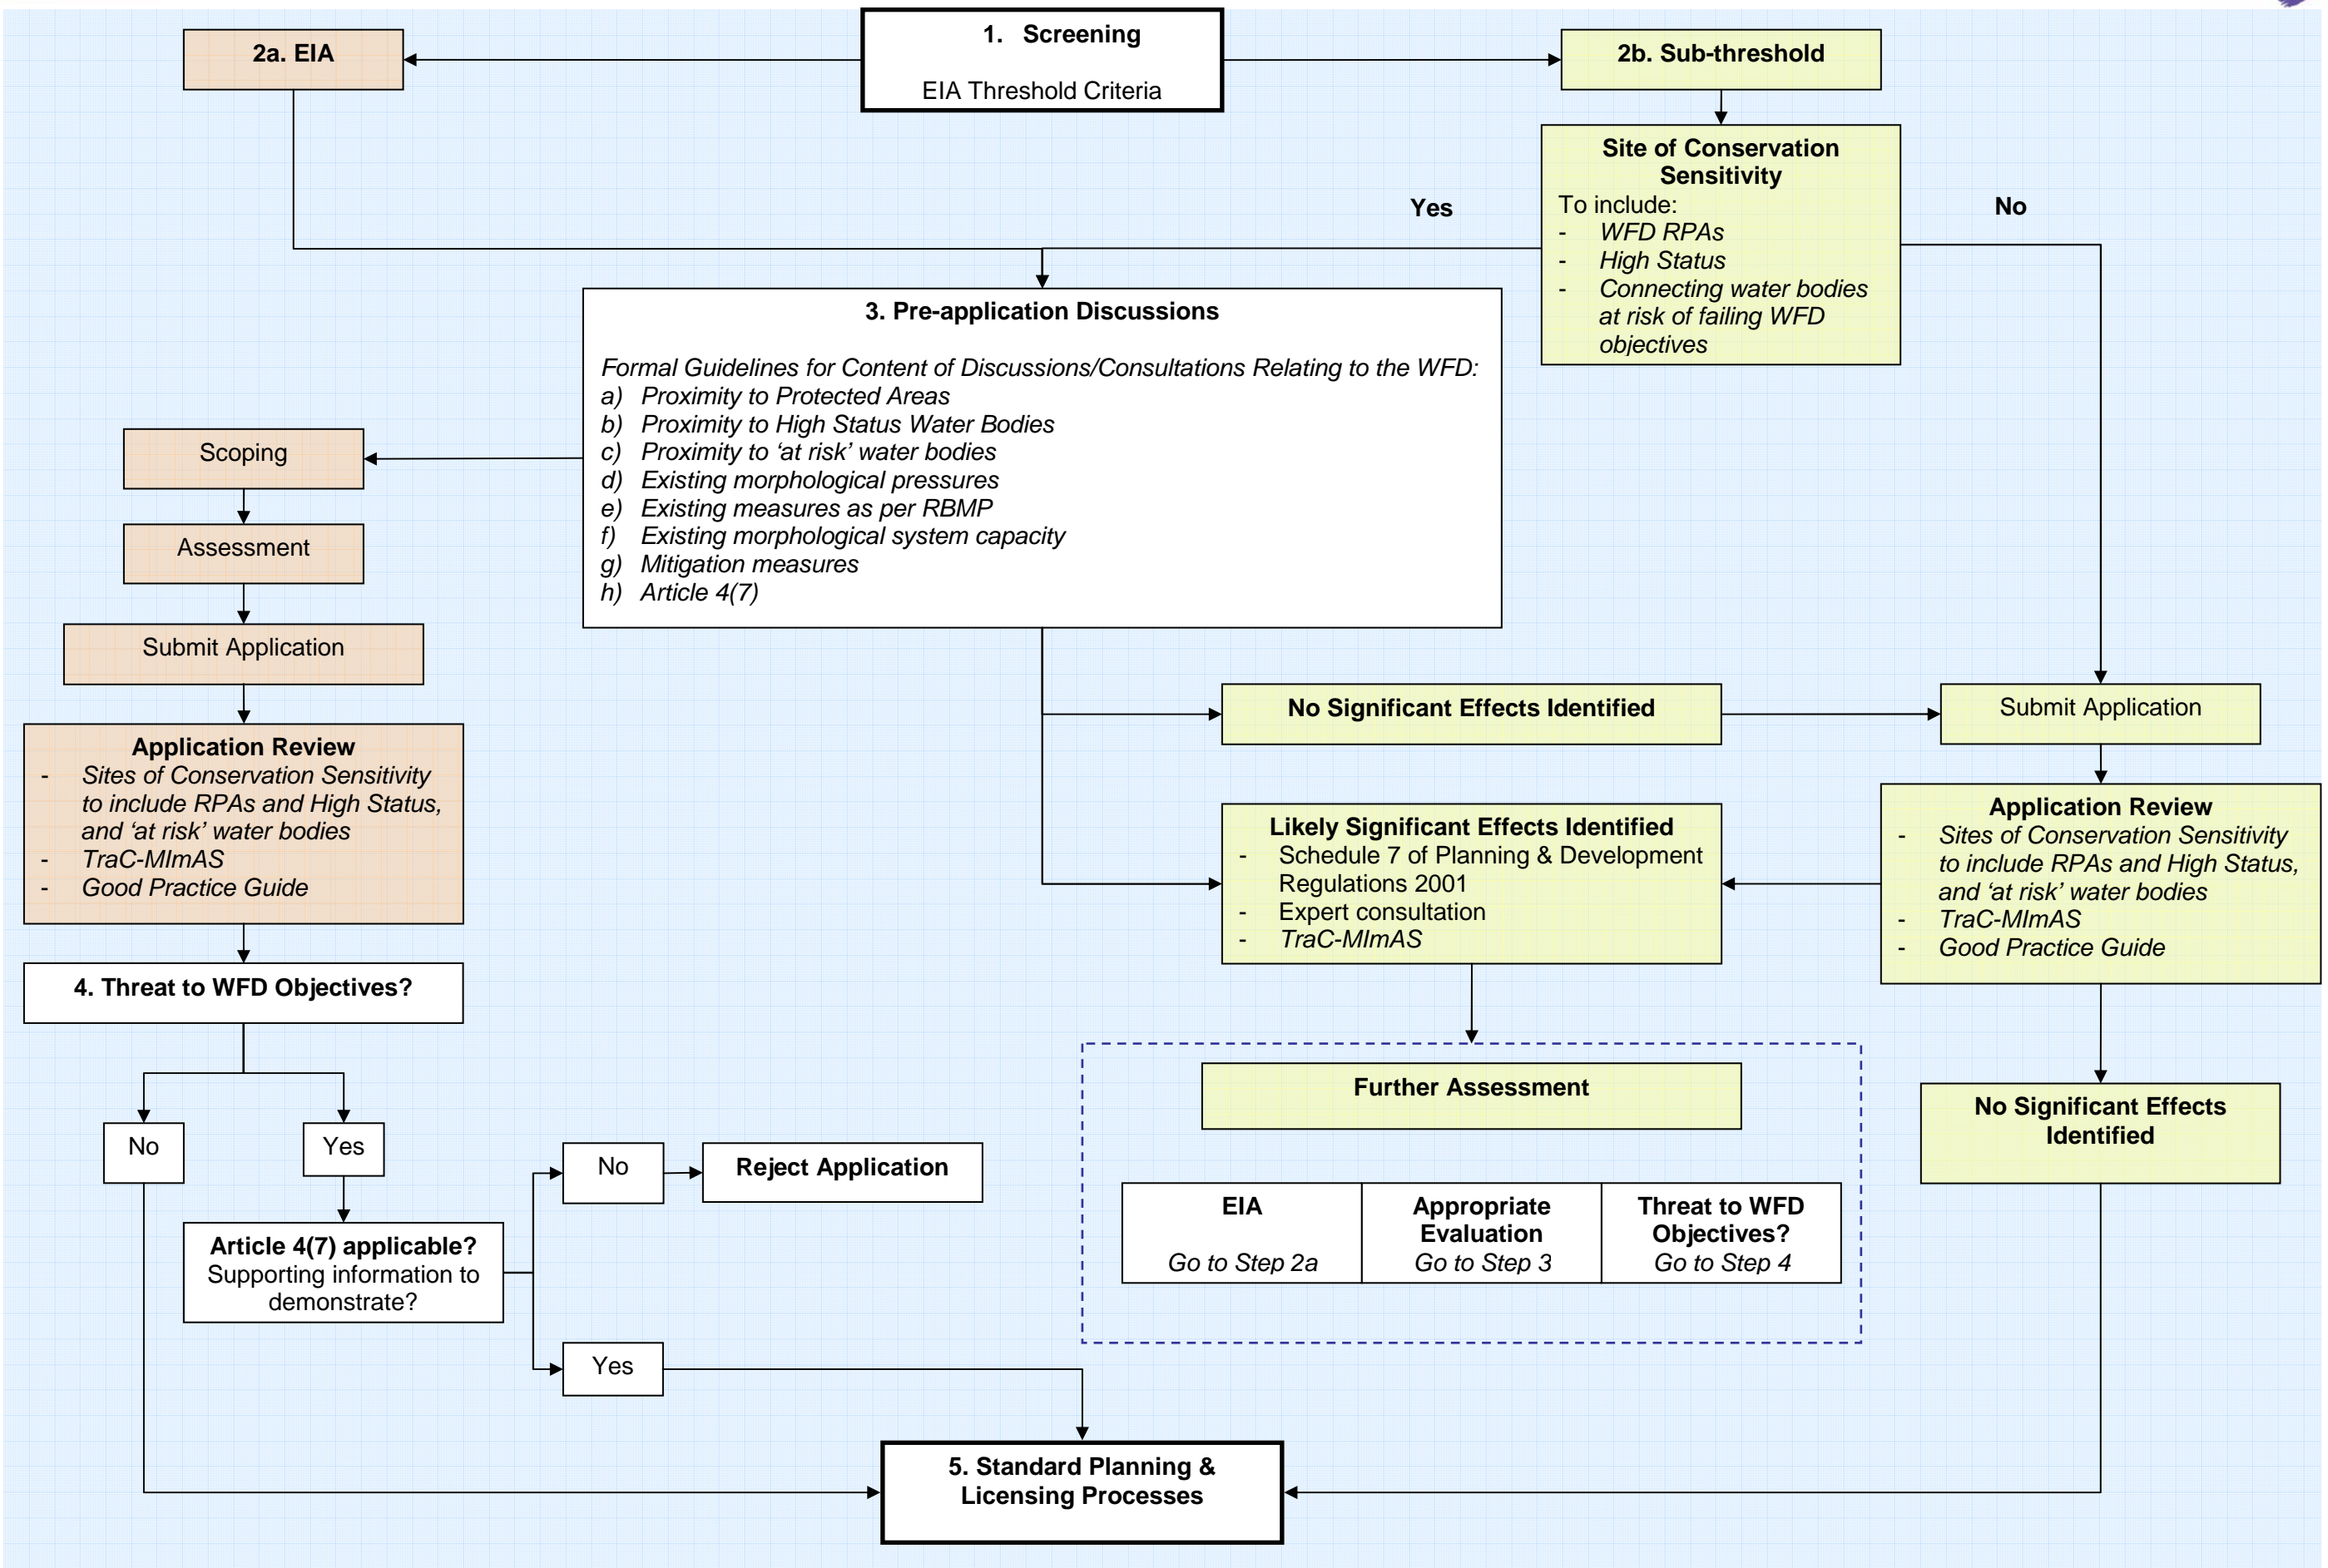 1. Screening
EIA Threshold Criteria
2a. EIA
2b. Sub-threshold
Site of Conservation
Sensitivity
To include:
- WFD RPAs
- High Status
- Connecting water bodies
at risk of failing WFD
objectives
Yes
No
3. Pre-application Discussions
Formal Guidelines for Content of Discussions/Consultations Relating to the WFD:
a) Proximity to Protected Areas
b) Proximity to High Status Water Bodies
c) Proximity to ‘at risk’ water bodies
d) Existing morphological pressures
e) Existing measures as per RBMP
f) Existing morphological system capacity
g) Mitigation measures
h) Article 4(7)
Scoping
Assessment
Submit Application
Application Review
- Sites of Conservation Sensitivity
to include RPAs and High Status,
and ‘at risk’ water bodies
- TraC-MImAS
- Good Practice Guide
4. Threat to WFD Objectives?
No
Yes
Article 4(7) applicable?
Supporting information to
demonstrate?
No
Reject Application
Yes
No Significant Effects Identified
Likely Significant Effects Identified
- Schedule 7 of Planning & Development
Regulations 2001
- Expert consultation
- TraC-MImAS
Submit Application
Application Review
- Sites of Conservation Sensitivity
to include RPAs and High Status,
and ‘at risk’ water bodies
- TraC-MImAS
- Good Practice Guide
Further Assessment
EIA
Go to Step 2a
Appropriate
Evaluation
Go to Step 3
Threat to WFD
Objectives?
Go to Step 4
No Significant Effects
Identified
5. Standard Planning &
Licensing Processes